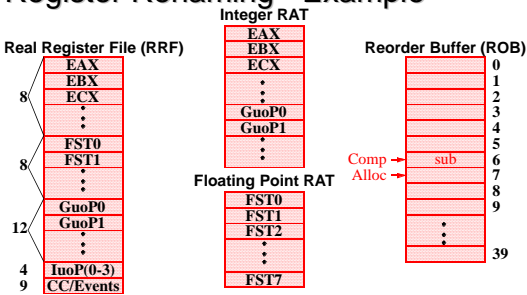 Register Renaming - Example
Integer RAT
EAX
EBX
ECX
GuoP0
GuoP1
Real Register File (RRF)
8
EAX
EBX
ECX
8
FST0
FST1
12
GuoP0
GuoP1
4 IuoP(0-3)
9 CC/Events
Floating Point RAT
FST0
FST1
FST2
FST7
Reorder Buffer (ROB)
0
1
2
3
4
5
Comp sub 6
Alloc 7
8
9
39